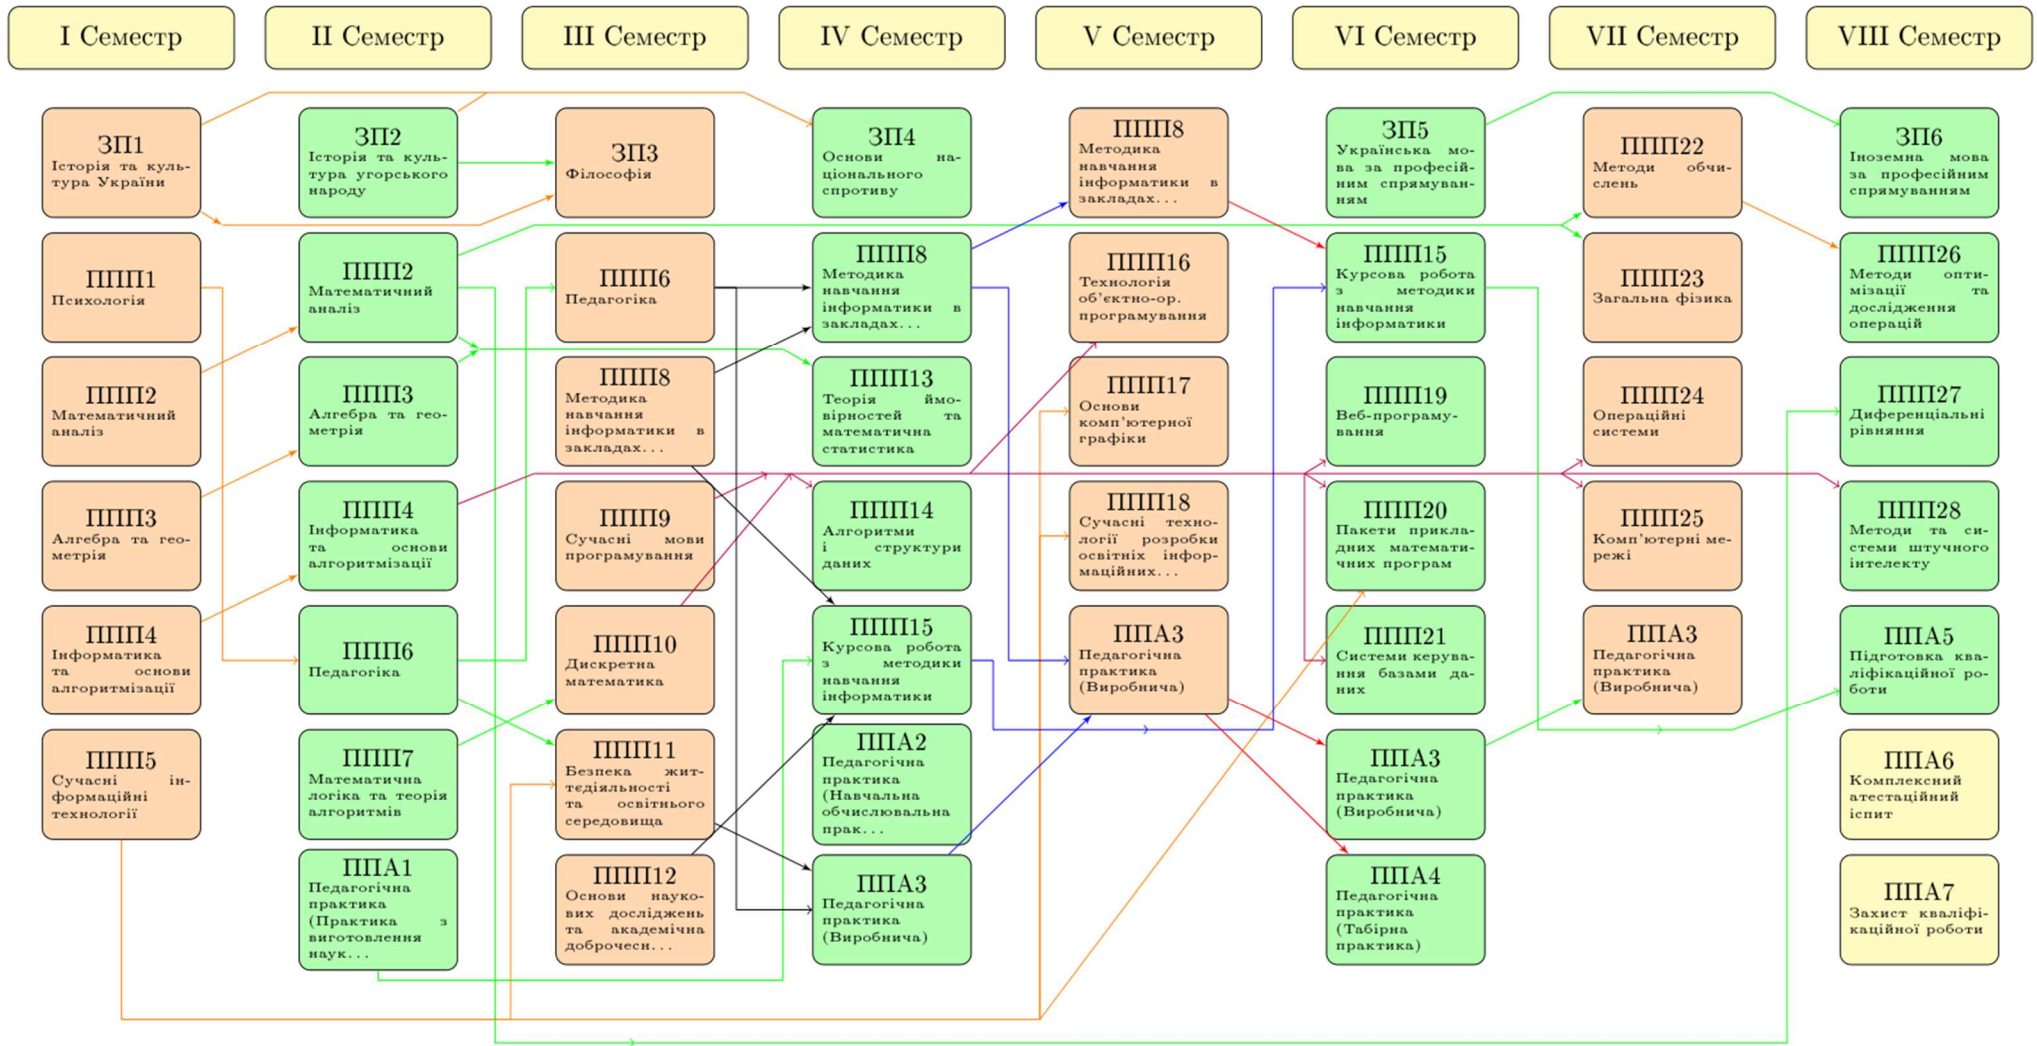 I Семестр
II Семестр
III Семестр
IV Семестр
V Семестр
VI Семестр
VII Семестр
VIII Семестр
ЗП1
Історія та куль-
тура України
ППП1
Психологія
ППП2
Математичний
аналіз
ППП3
Алгебра та гео-
метрія
ППП4
Інформатика
та основи
алгоритмізації
ППП5
Сучасні ін-
формаційні
технології
ЗП2
Історія та куль-
тура угорського
народу
ППП2
Математичний
аналіз
ППП3
Алгебра та гео-
метрія
ППП4
Інформатика
та основи
алгоритмізації
ППП6
Педагогіка
ППП7
Математична
логіка та теорія
алгоритмів
ППА1
Педагогічна
практика
(Практика з
виготовлення
наук...
ЗП3
Філософія
ППП6
Педагогіка
ППП8
Методика
навчання
інформатики в
закладах...
ППП9
Сучасні мови
програмування
ППП10
Дискретна
математика
ППП11
Безпека жит-
тєдіяльності
та освітнього
середовища
ППП12
Основи науко-
вих досліджень
та академічна
доброчесн...
ЗП4
Основи на-
ціонального
спротиву
ППП8
Методика
навчання
інформатики в
закладах...
ППП13
Теорія ймо-
вірностей та
математична
статистика
ППП14
Алгоритми
і структури
даних
ППП15
Курсова робота
з методики
навчання
інформатики
ППА2
Педагогічна
практика
(Навчальна
обчислювальна
прак...
ППА3
Педагогічна
практика
(Виробнича)
ППП8
Методика
навчання
інформатики в
закладах...
ППП16
Технологія
об'єктно-ор.
програмування
ППП17
Основи
комп'ютерної
графіки
ППП18
Сучасні техно-
логії розробки
освітніх інфор-
маційних...
ППА3
Педагогічна
практика
(Виробнича)
ЗП5
Українська мо-
ва за професій-
ним спрямуван-
ням
ППП15
Курсова робота
з методики
навчання
інформатики
ППП19
Веб-програму-
вання
ППП20
Пакети прикла-
дних математи-
чних програм
ППП21
Системи керува-
ння базами да-
них
ППА3
Педагогічна
практика
(Виробнича)
ППА4
Педагогічна
практика
(Табірна
практика)
ППП22
Методи обчи-
слень
ППП23
Загальна фізика
ППП24
Операційні
системи
ППП25
Комп'ютерні ме-
режі
ППА3
Педагогічна
практика
(Виробнича)
ЗП6
Іноземна мова
за професійним
спрямуванням
ППП26
Методи опти-
мізації та
дослідження
операцій
ППП27
Диференціальні
рівняння
ППП28
Методи та си-
стеми штучного
інтелекту
ППА5
Підготовка ква-
ліфікаційної ро-
боти
ППА6
Комплексний
атестаційний
іспит
ППА7
Захист кваліфі-
каційної роботи